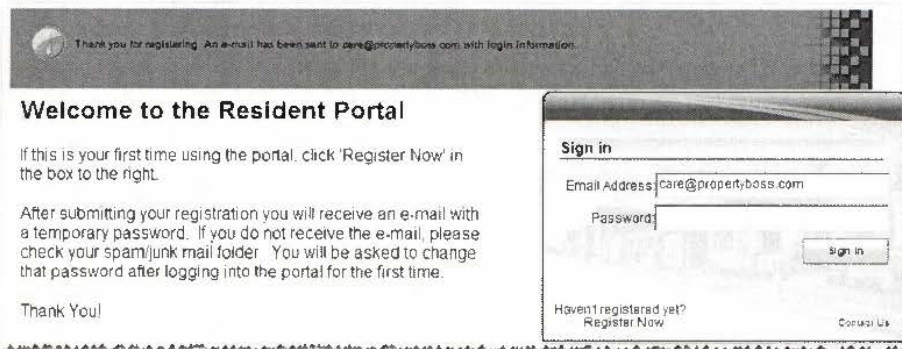 Thank you for registering. An e-mail has been sent to care@propertyboss.com with login information.
Welcome to the Resident Portal
If this is your first time using the portal, click 'Register Now' in
the box to the right.
After submitting your registration you will receive an e-mail with
a temporary password. If you do not receive the e-mail, please
check your spam/junk mail folder. You will be asked to change
that password after logging into the portal for the first time.
Thank You!
Sign in
Email Address: care@propertyboss.com
Password:
Sign in
Haven't registered yet?
Register Now
Contact Us